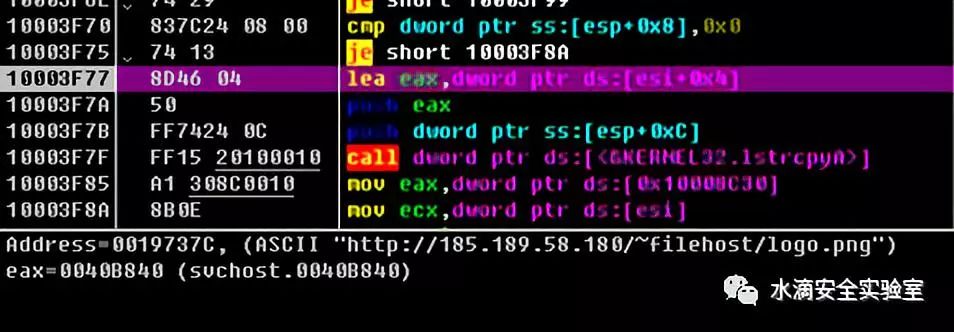 74 29 je short 10003F99
10003F70 837C24 08 00 cmp dword ptr ss:[esp+0x8],0x0
10003F75 74 13 je short 10003F8A
10003F77 8D46 04 lea eax,dword ptr ds:[esi+0x4]
10003F7A 50 push eax
10003F7B FF7424 0C push dword ptr ss:[esp+0xC]
10003F7F FF15 20100010 call dword ptr ds:[<&KERNEL32.lstrcpyA>]
10003F85 A1 308C0010 mov eax,dword ptr ds:[0x10008C30]
10003F8A 8B0E mov ecx,dword ptr ds:[esi]
Address=0019737C, (ASCII "http://185.189.58.180/~filehost/logo.png")
eax=0040B840 (svchost.0040B840)
水滴安全实验室